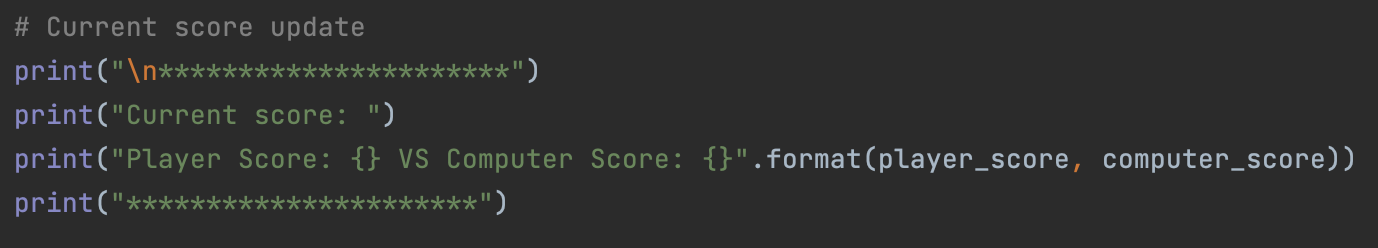 # Current score update
print("\n**********************")
print("Current score: ")
print("Player Score: {} VS Computer Score: {}".format(player_score, computer_score))
print("**********************")